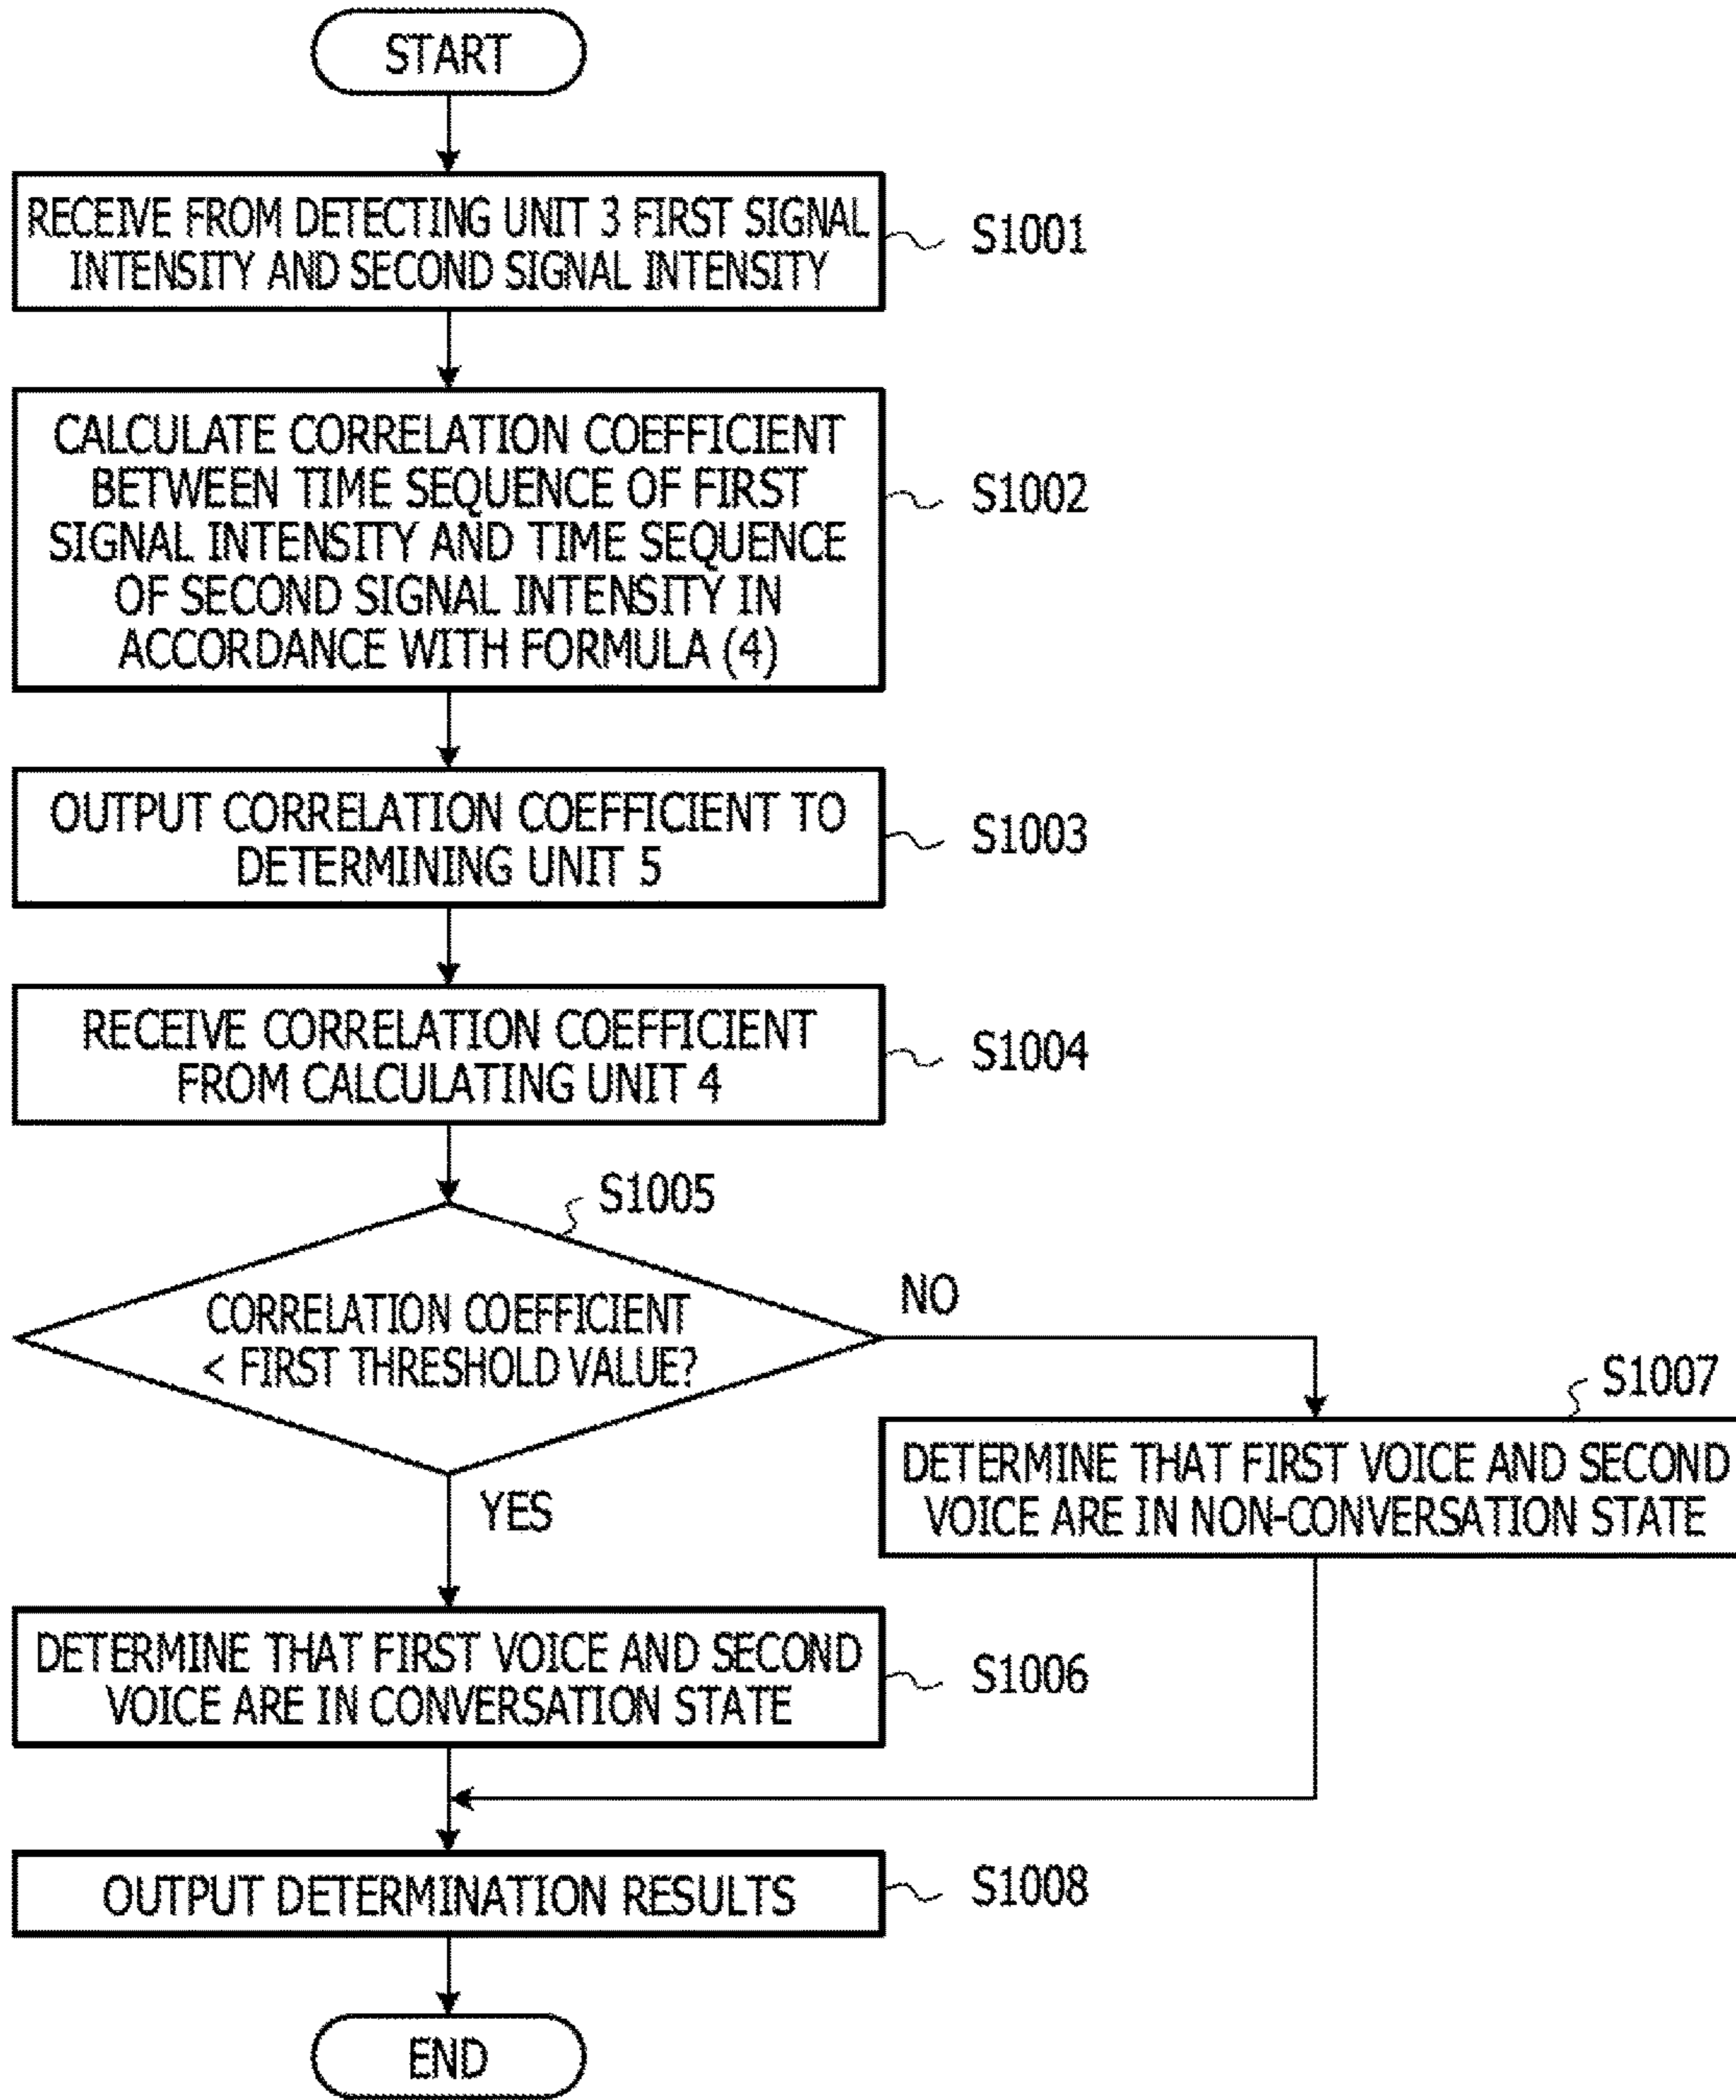 START
RECEIVE FROM DETECTING UNIT 3 FIRST SIGNAL
INTENSITY AND SECOND SIGNAL INTENSITY
S1001
CALCULATE CORRELATION COEFFICIENT
BETWEEN TIME SEQUENCE OF FIRST
SIGNAL INTENSITY AND TIME SEQUENCE
OF SECOND SIGNAL INTENSITY IN
ACCORDANCE WITH FORMULA (4)
S1002
OUTPUT CORRELATION COEFFICIENT TO
DETERMINING UNIT 5
S1003
RECEIVE CORRELATION COEFFICIENT
FROM CALCULATING UNIT 4
S1004
S1005
CORRELATION COEFFICIENT
< FIRST THRESHOLD VALUE?
NO
S1007
DETERMINE THAT FIRST VOICE AND SECOND
VOICE ARE IN NON-CONVERSATION STATE
YES
DETERMINE THAT FIRST VOICE AND SECOND
VOICE ARE IN CONVERSATION STATE
S1006
OUTPUT DETERMINATION RESULTS
S1008
END